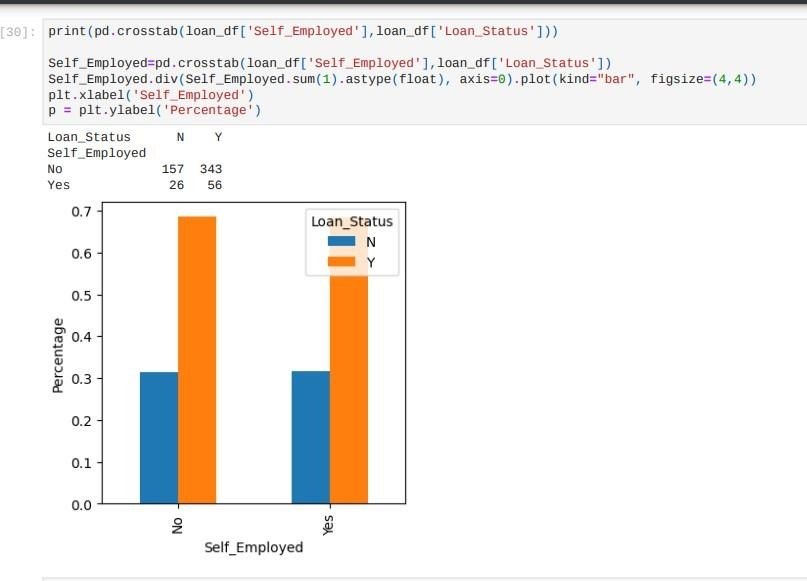 [30]:
print(pd.crosstab(loan_df['Self_Employed'],loan_df['Loan_Status']))
Self_Employed=pd.crosstab(loan_df['Self_Employed'],loan_df['Loan_Status'])
Self_Employed.div(Self_Employed.sum(1).astype(float), axis=0).plot(kind="bar", figsize=(4,4))
plt.xlabel('Self_Employed')
p = plt.ylabel('Percentage')
Loan_Status N Y
Self_Employed
No 157 343
Yes 26 56
Loan_Status
N
Y
0.7
0.6
0.5
0.4
0.3
0.2
0.1
0.0
Percentage
No Yes
Self_Employed